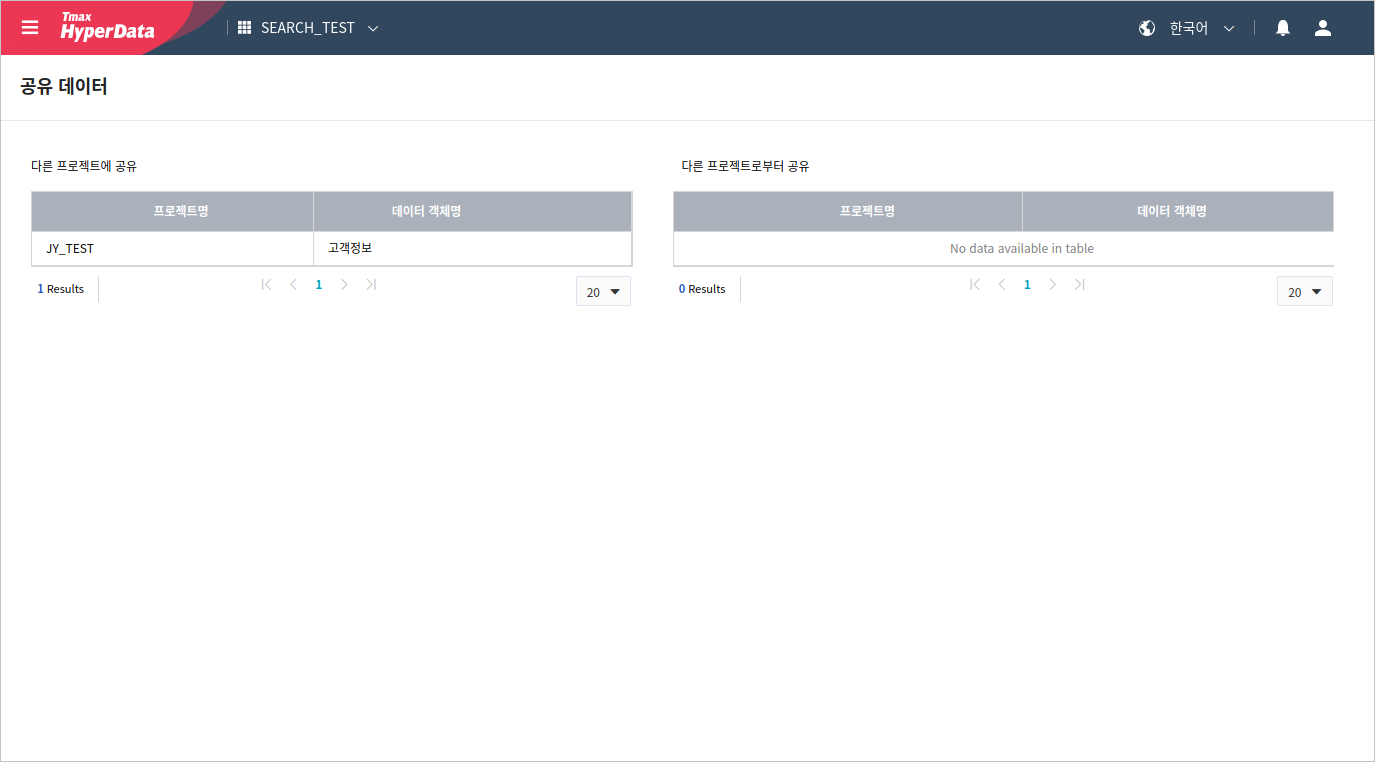 Tmax
HyperData
SEARCH_TEST
한국어
공유 데이터
다른 프로젝트에 공유
프로젝트명 데이터 객체명
JY_TEST 고객정보
1 Results 1 20
다른 프로젝트로부터 공유
프로젝트명 데이터 객체명
No data available in table
0 Results 1 20